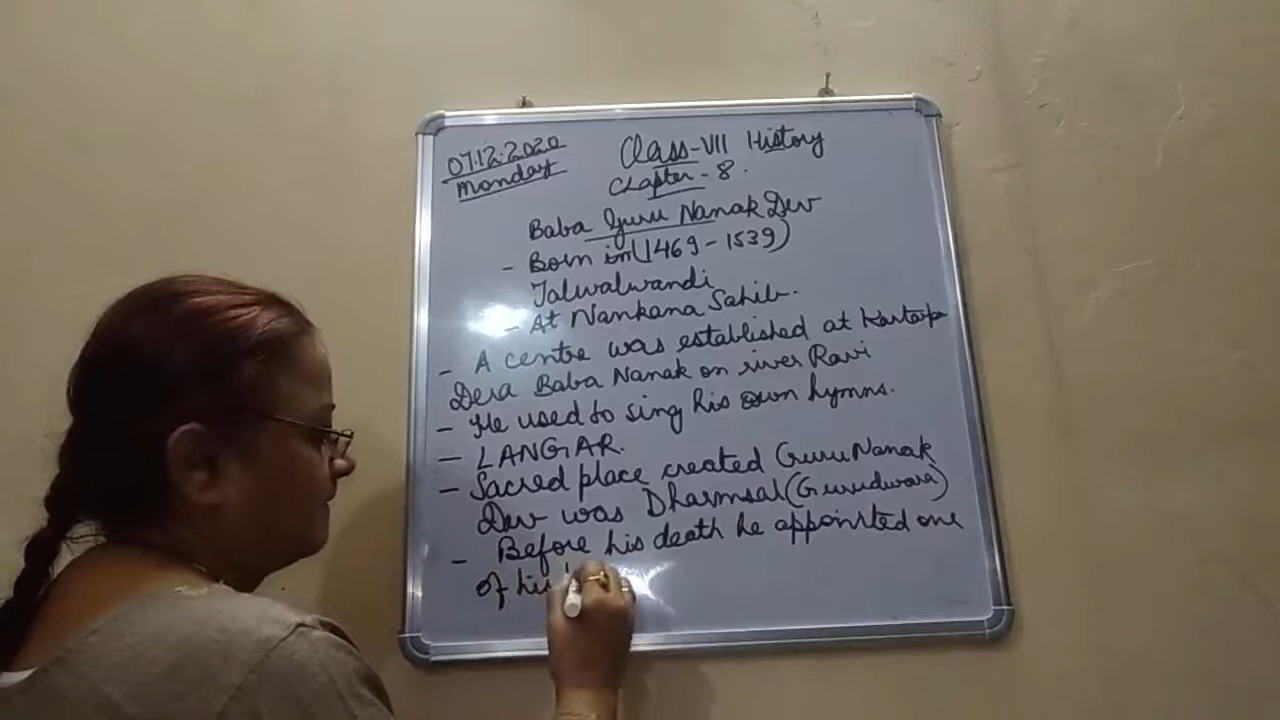 07.12.2020
Monday
Class-VII History
Chapter - 8.
Baba Guru Nanak Dev
- Born in (1469 - 1539)
Talwalwandi
- At Nankana Sahib.
- A centre was established at
Dera Baba Nanak on river Ravi
- He used to sing his own hymns.
- LANGAR.
- Sacred place created Guru Nanak
Dev was Dharmsal (Gurudwara)
- Before his death he appointed one
of his